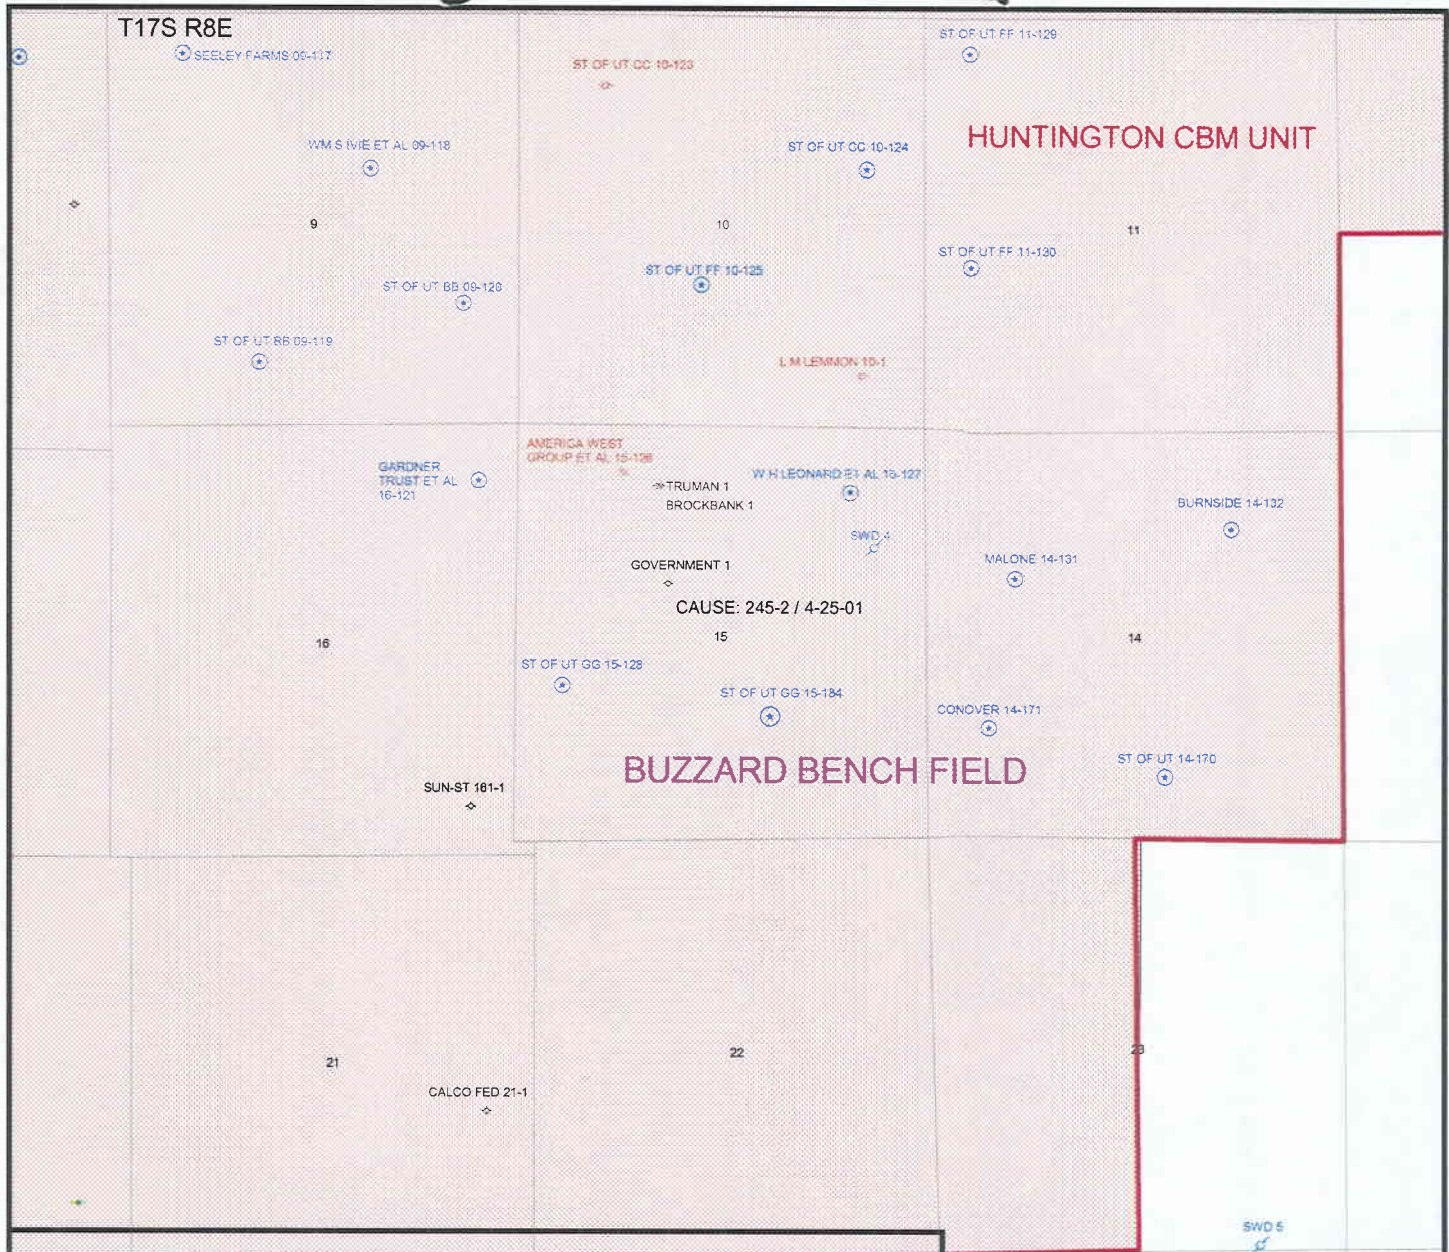 T17S R8E
SEELEY FARMS 09-117
ST OF UT FF 11-129
ST OF UT CC 10-123
HUNTINGTON CBM UNIT
WM S IVIE ET AL 09-118
ST OF UT CC 10-124
9
10
11
ST OF UT FF 11-130
ST OF UT FF 10-125
ST OF UT BB 09-120
ST OF UT BB 09-119
L M LEMMON 10-1
AMERICA WEST
GROUP ET AL 15-126
GARDNER
TRUST ET AL
16-121
W H LEONARD ET AL 15-127
TRUMAN 1
BROCKBANK 1
BURNSIDE 14-132
SWD 4
MALONE 14-131
GOVERNMENT 1
CAUSE: 245-2 / 4-25-01
16
15
14
ST OF UT GG 15-128
ST OF UT GG 15-184
CONOVER 14-171
BUZZARD BENCH FIELD
ST OF UT 14-170
SUN-ST 161-1
21
22
23
CALCO FED 21-1
SWD 5